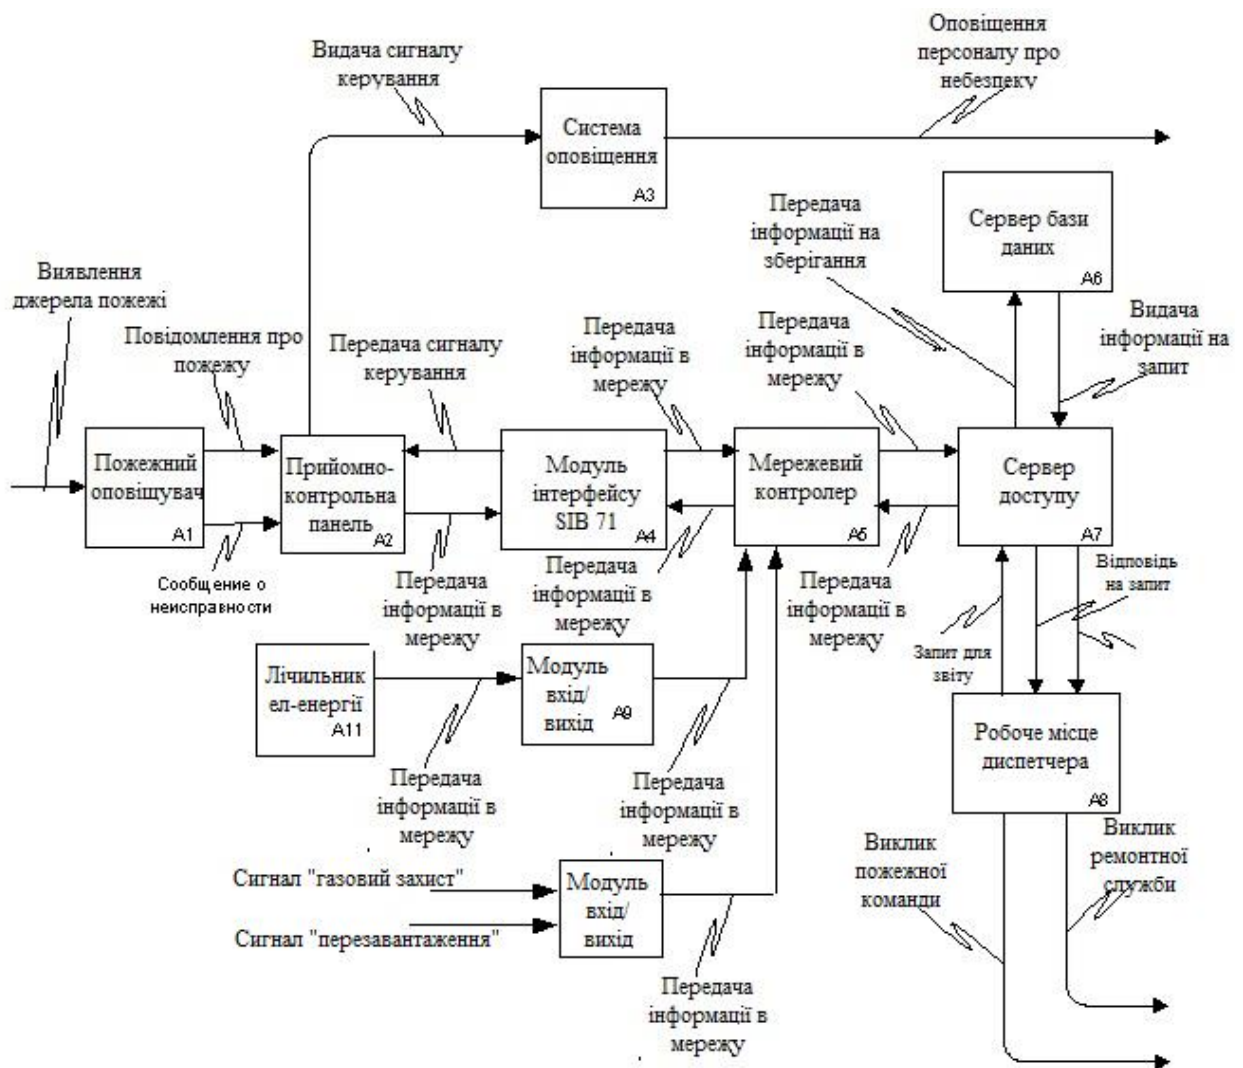 Видача сигналу
керування
Оповіщення
персоналу про
небезпеку
Система
оповіщення
A3
Передача
інформації на
зберігання
Сервер бази
даних
A6
Виявлення
джерела пожежі
Повідомлення про
пожежу
Передача сигналу
керування
Передача
інформації в
мережу
Передача
інформації в
мережу
Видача
інформації на
запит
Пожежний
оповіщувач
A1
Прийомно-
контрольна
панель
A2
Модуль
інтерфейсу
SIB 71
A4
Мережевий
контролер
A5
Сервер
доступу
A7
Сообщение о
неисправности
Передача
інформації в
мережу
Передача
інформації в
мережу
Передача
інформації в
мережу
Відповідь
на запит
Запит для
звіту
Лічильник
ел-енергії
A11
Модуль
вхід/
вихід
A9
Робоче місце
диспетчера
A8
Передача
інформації в
мережу
Передача
інформації в
мережу
Виклик
пожежної
команди
Виклик
ремонтної
служби
Сигнал "газовий захист"
Сигнал "перезавантаження"
Модуль
вхід/
вихід
Передача
інформації в
мережу